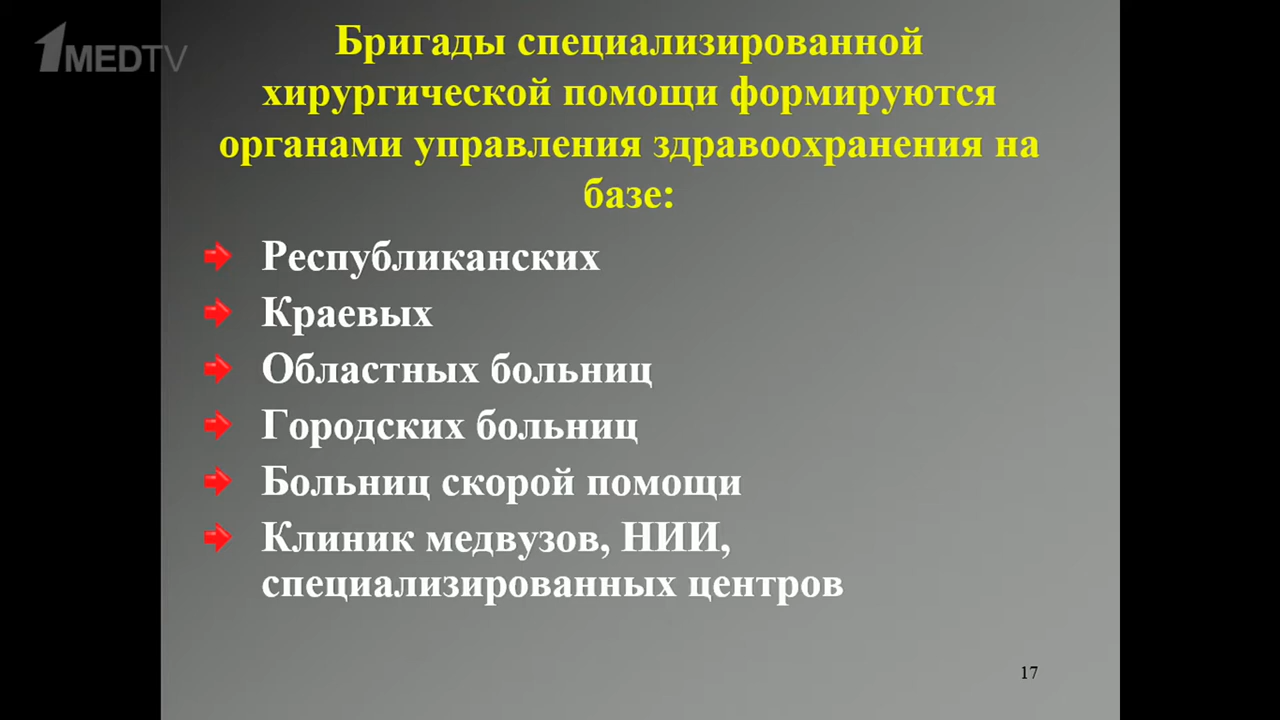 1MEDTV
Бригады специализированной
хирургической помощи формируются
органами управления здравоохранения на
базе:
Республиканских
Краевых
Областных больниц
Городских больниц
Больниц скорой помощи
Клиник медвузов, НИИ,
специализированных центров
17